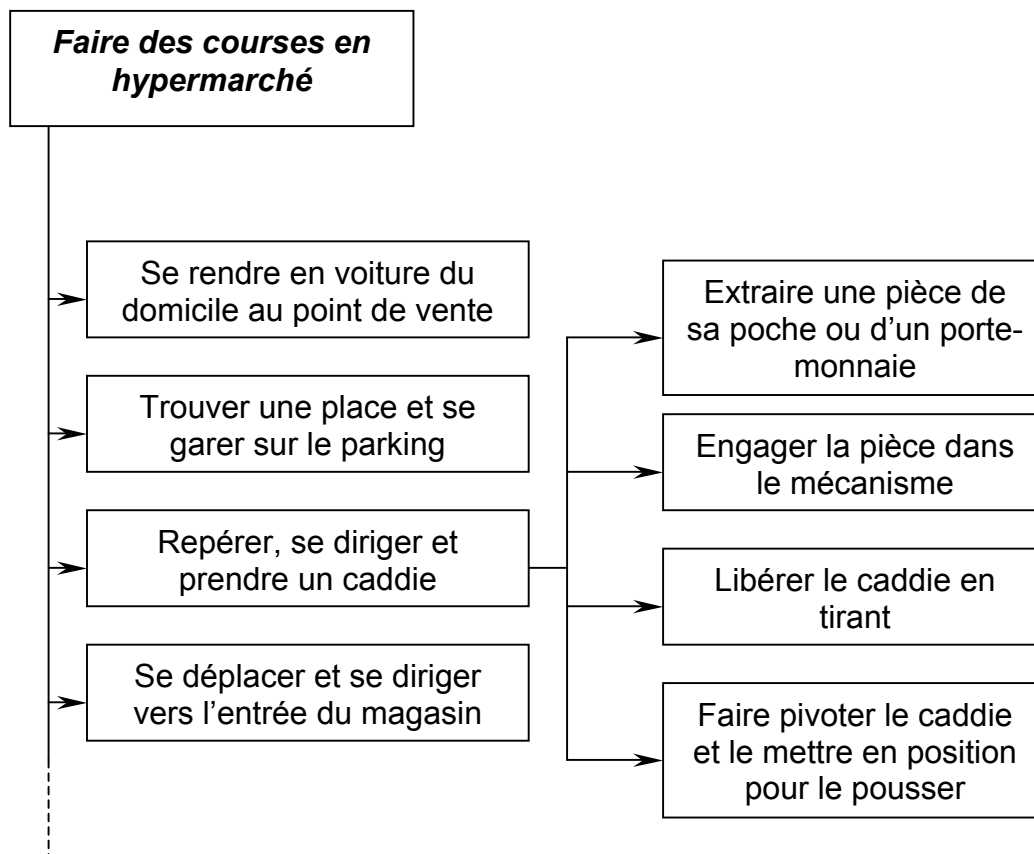 Faire des courses en
hypermarché
Se rendre en voiture du
domicile au point de vente
Trouver une place et se
garer sur le parking
Repérer, se diriger et
prendre un caddie
Se déplacer et se diriger
vers l’entrée du magasin
Extraire une pièce de
sa poche ou d’un porte-
monnaie
Engager la pièce dans
le mécanisme
Libérer le caddie en
tirant
Faire pivoter le caddie
et le mettre en position
pour le pousser